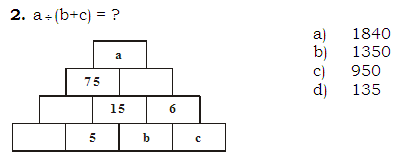 2. a÷(b+c) = ?
a) 1840
b) 1350
c) 950
d) 135
a
75
15 6
5 b c